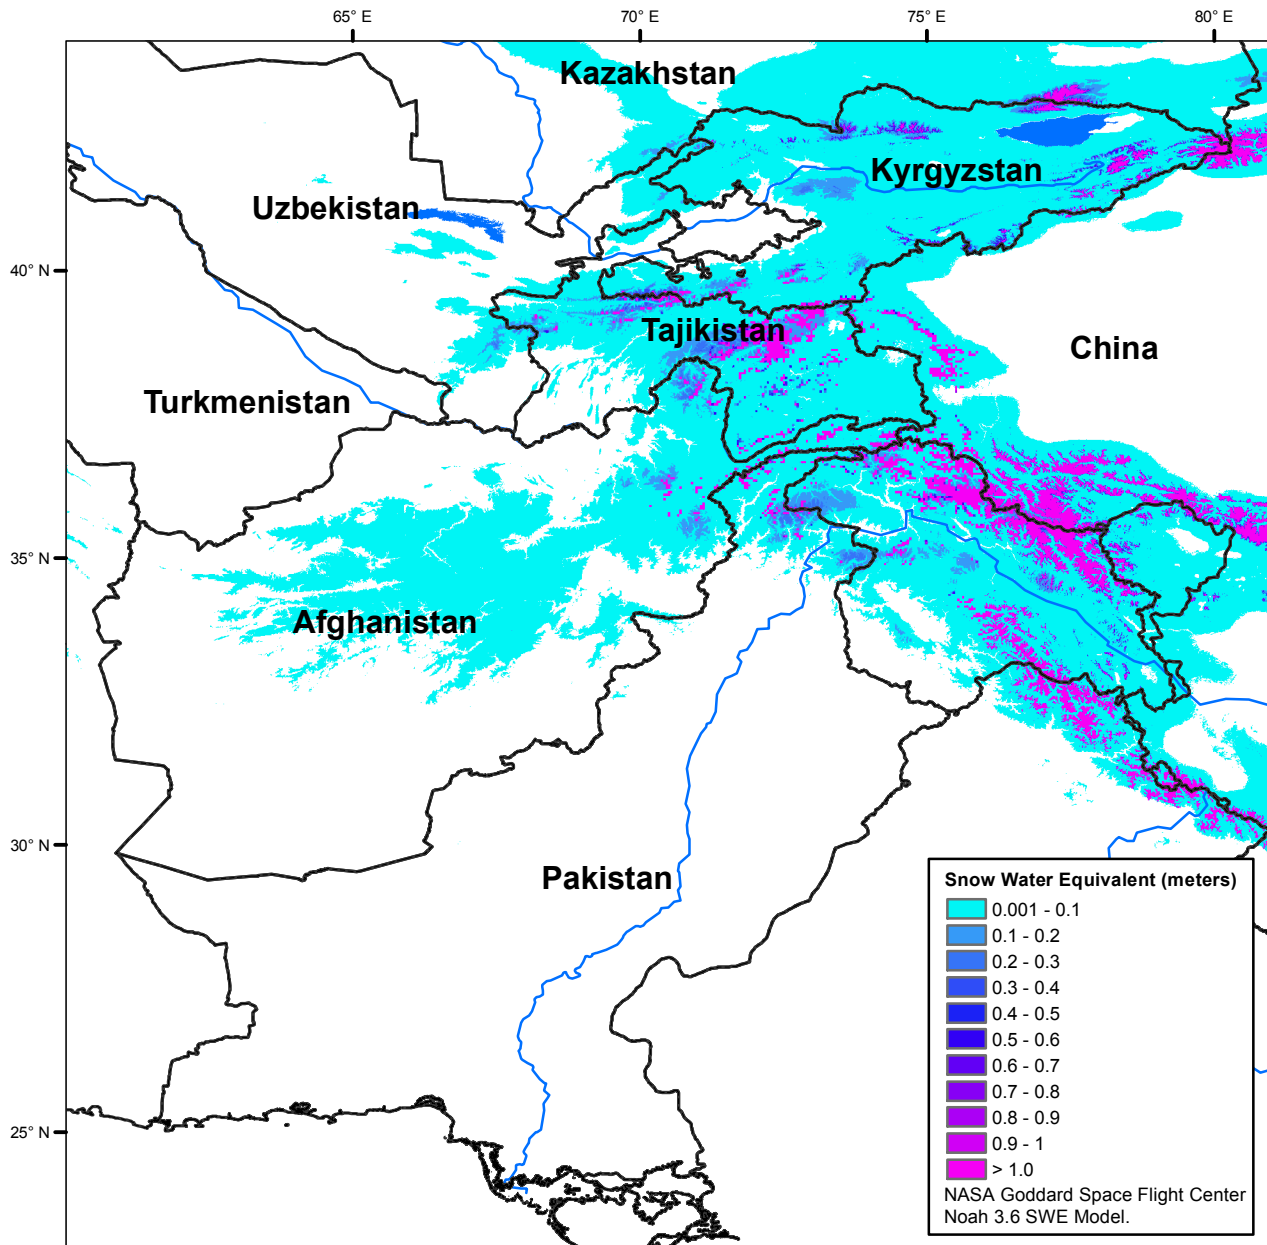 65° E
70° E
75° E
80° E
Kazakhstan
Kyrgyzstan
Uzbekistan
40° N
Tajikistan
China
Turkmenistan
35° N
Afghanistan
30° N
Pakistan
25° N
Snow Water Equivalent (meters)
0.001 - 0.1
0.1 - 0.2
0.2 - 0.3
0.3 - 0.4
0.4 - 0.5
0.5 - 0.6
0.6 - 0.7
0.7 - 0.8
0.8 - 0.9
0.9 - 1
> 1.0
NASA Goddard Space Flight Center
Noah 3.6 SWE Model.